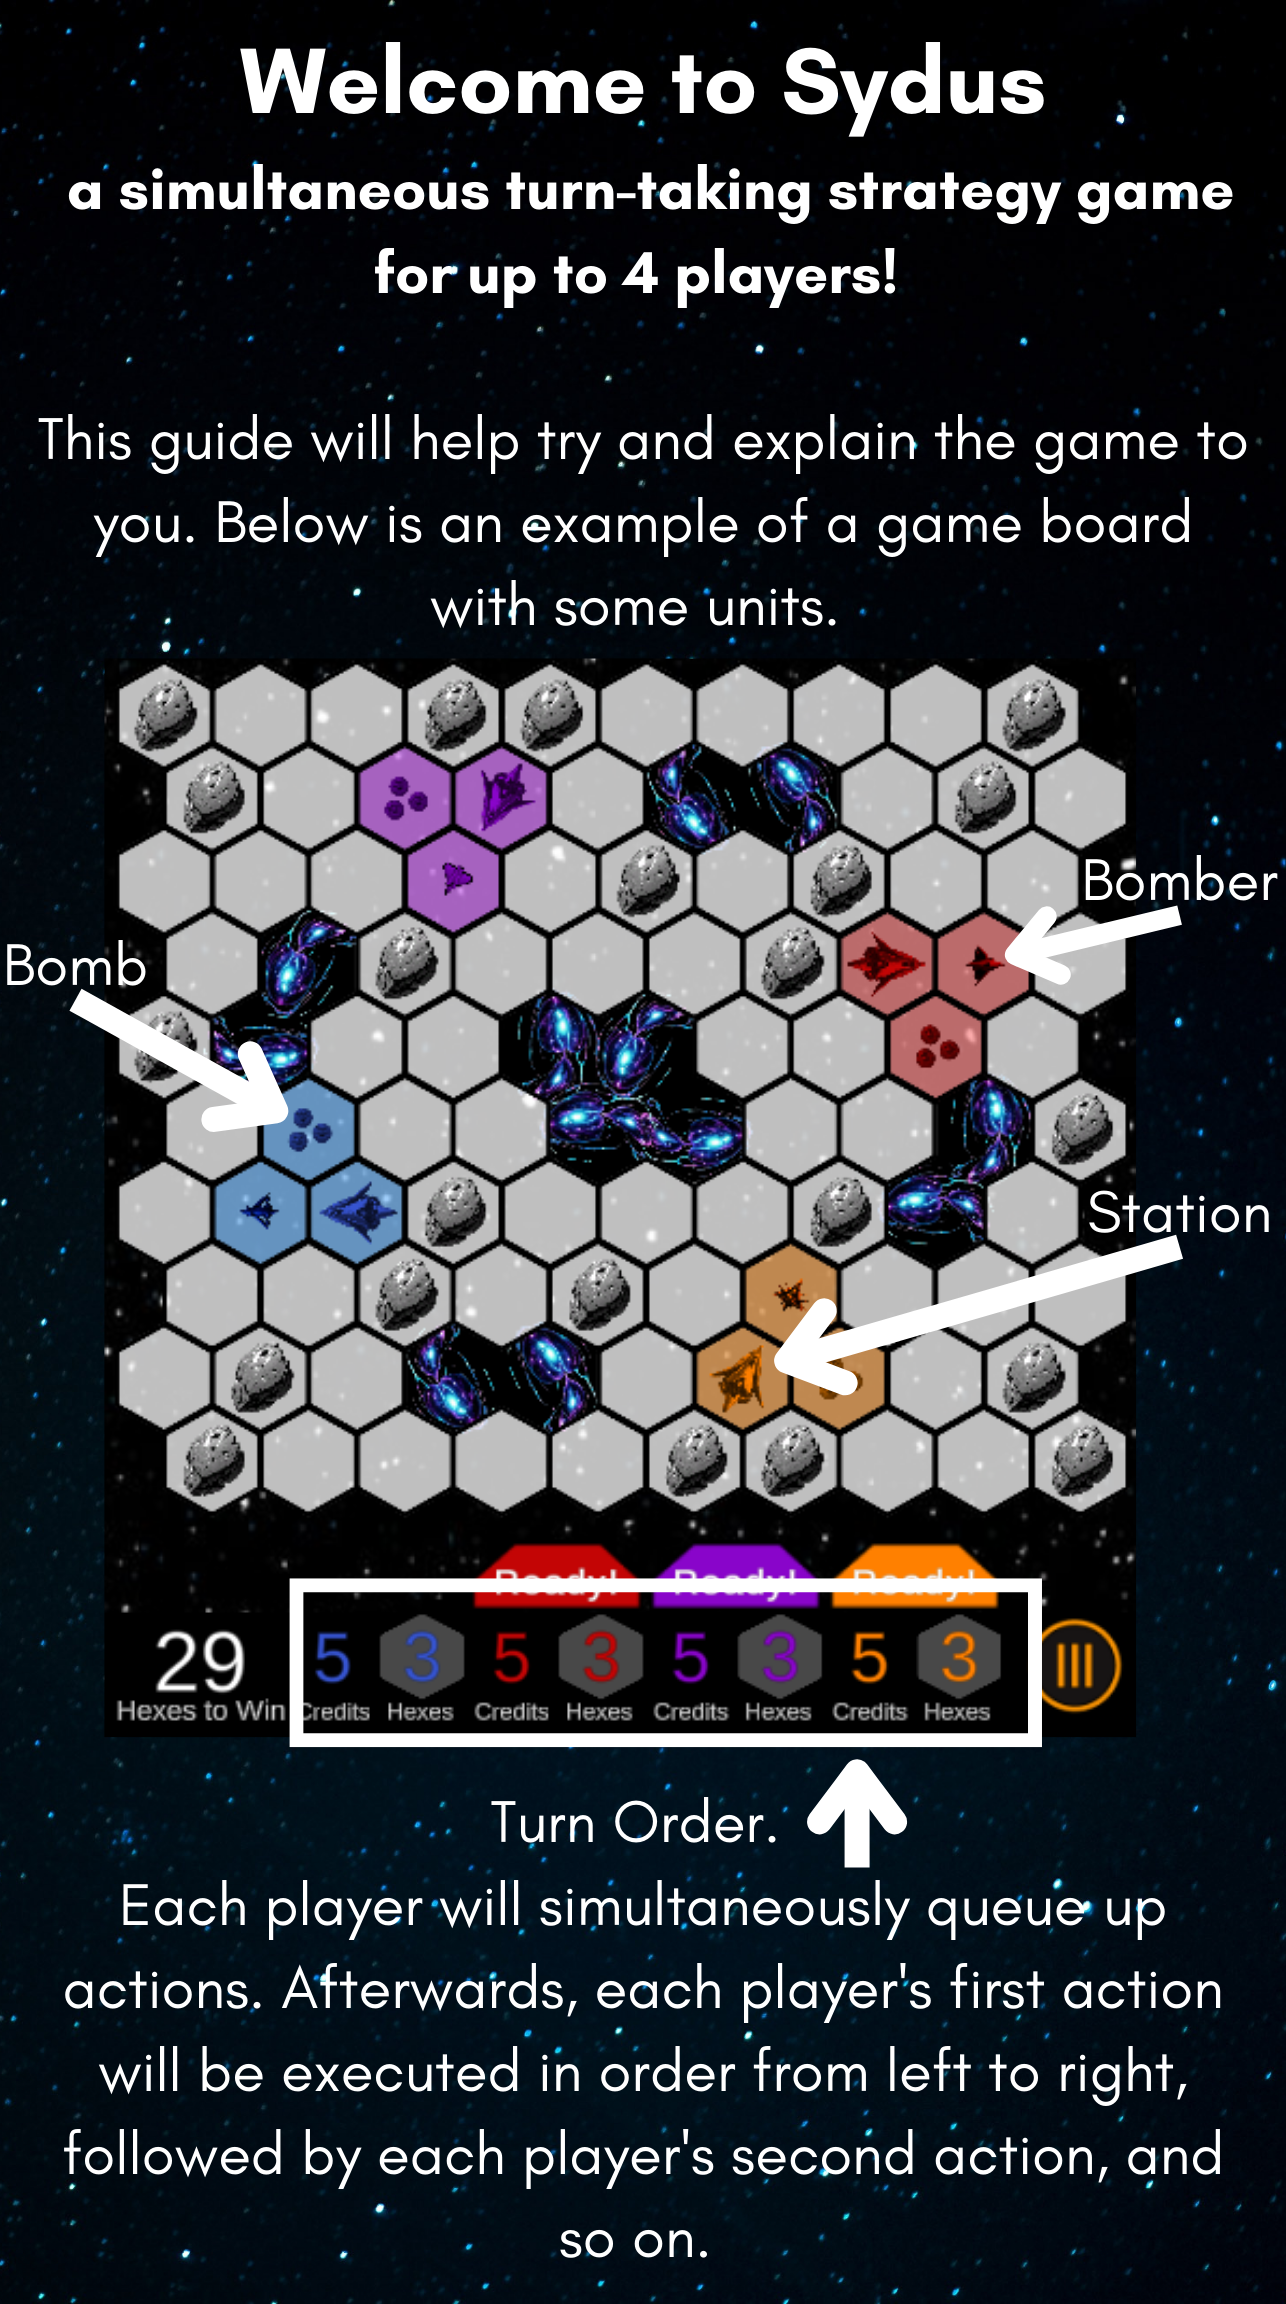 Welcome to Sydus
a simultaneous turn-taking strategy game
for up to 4 players!
This guide will help try and explain the game to
you. Below is an example of a game board
with some units.
Bomber
Bomb
Station
Ready! Ready! Ready!
29 5 3 5 3 5 3 5 3
Hexes to Win Credits Hexes Credits Hexes Credits Hexes Credits Hexes
Turn Order.
Each player will simultaneously queue up
actions. Afterwards, each player's first action
will be executed in order from left to right,
followed by each player's second action, and
so on.